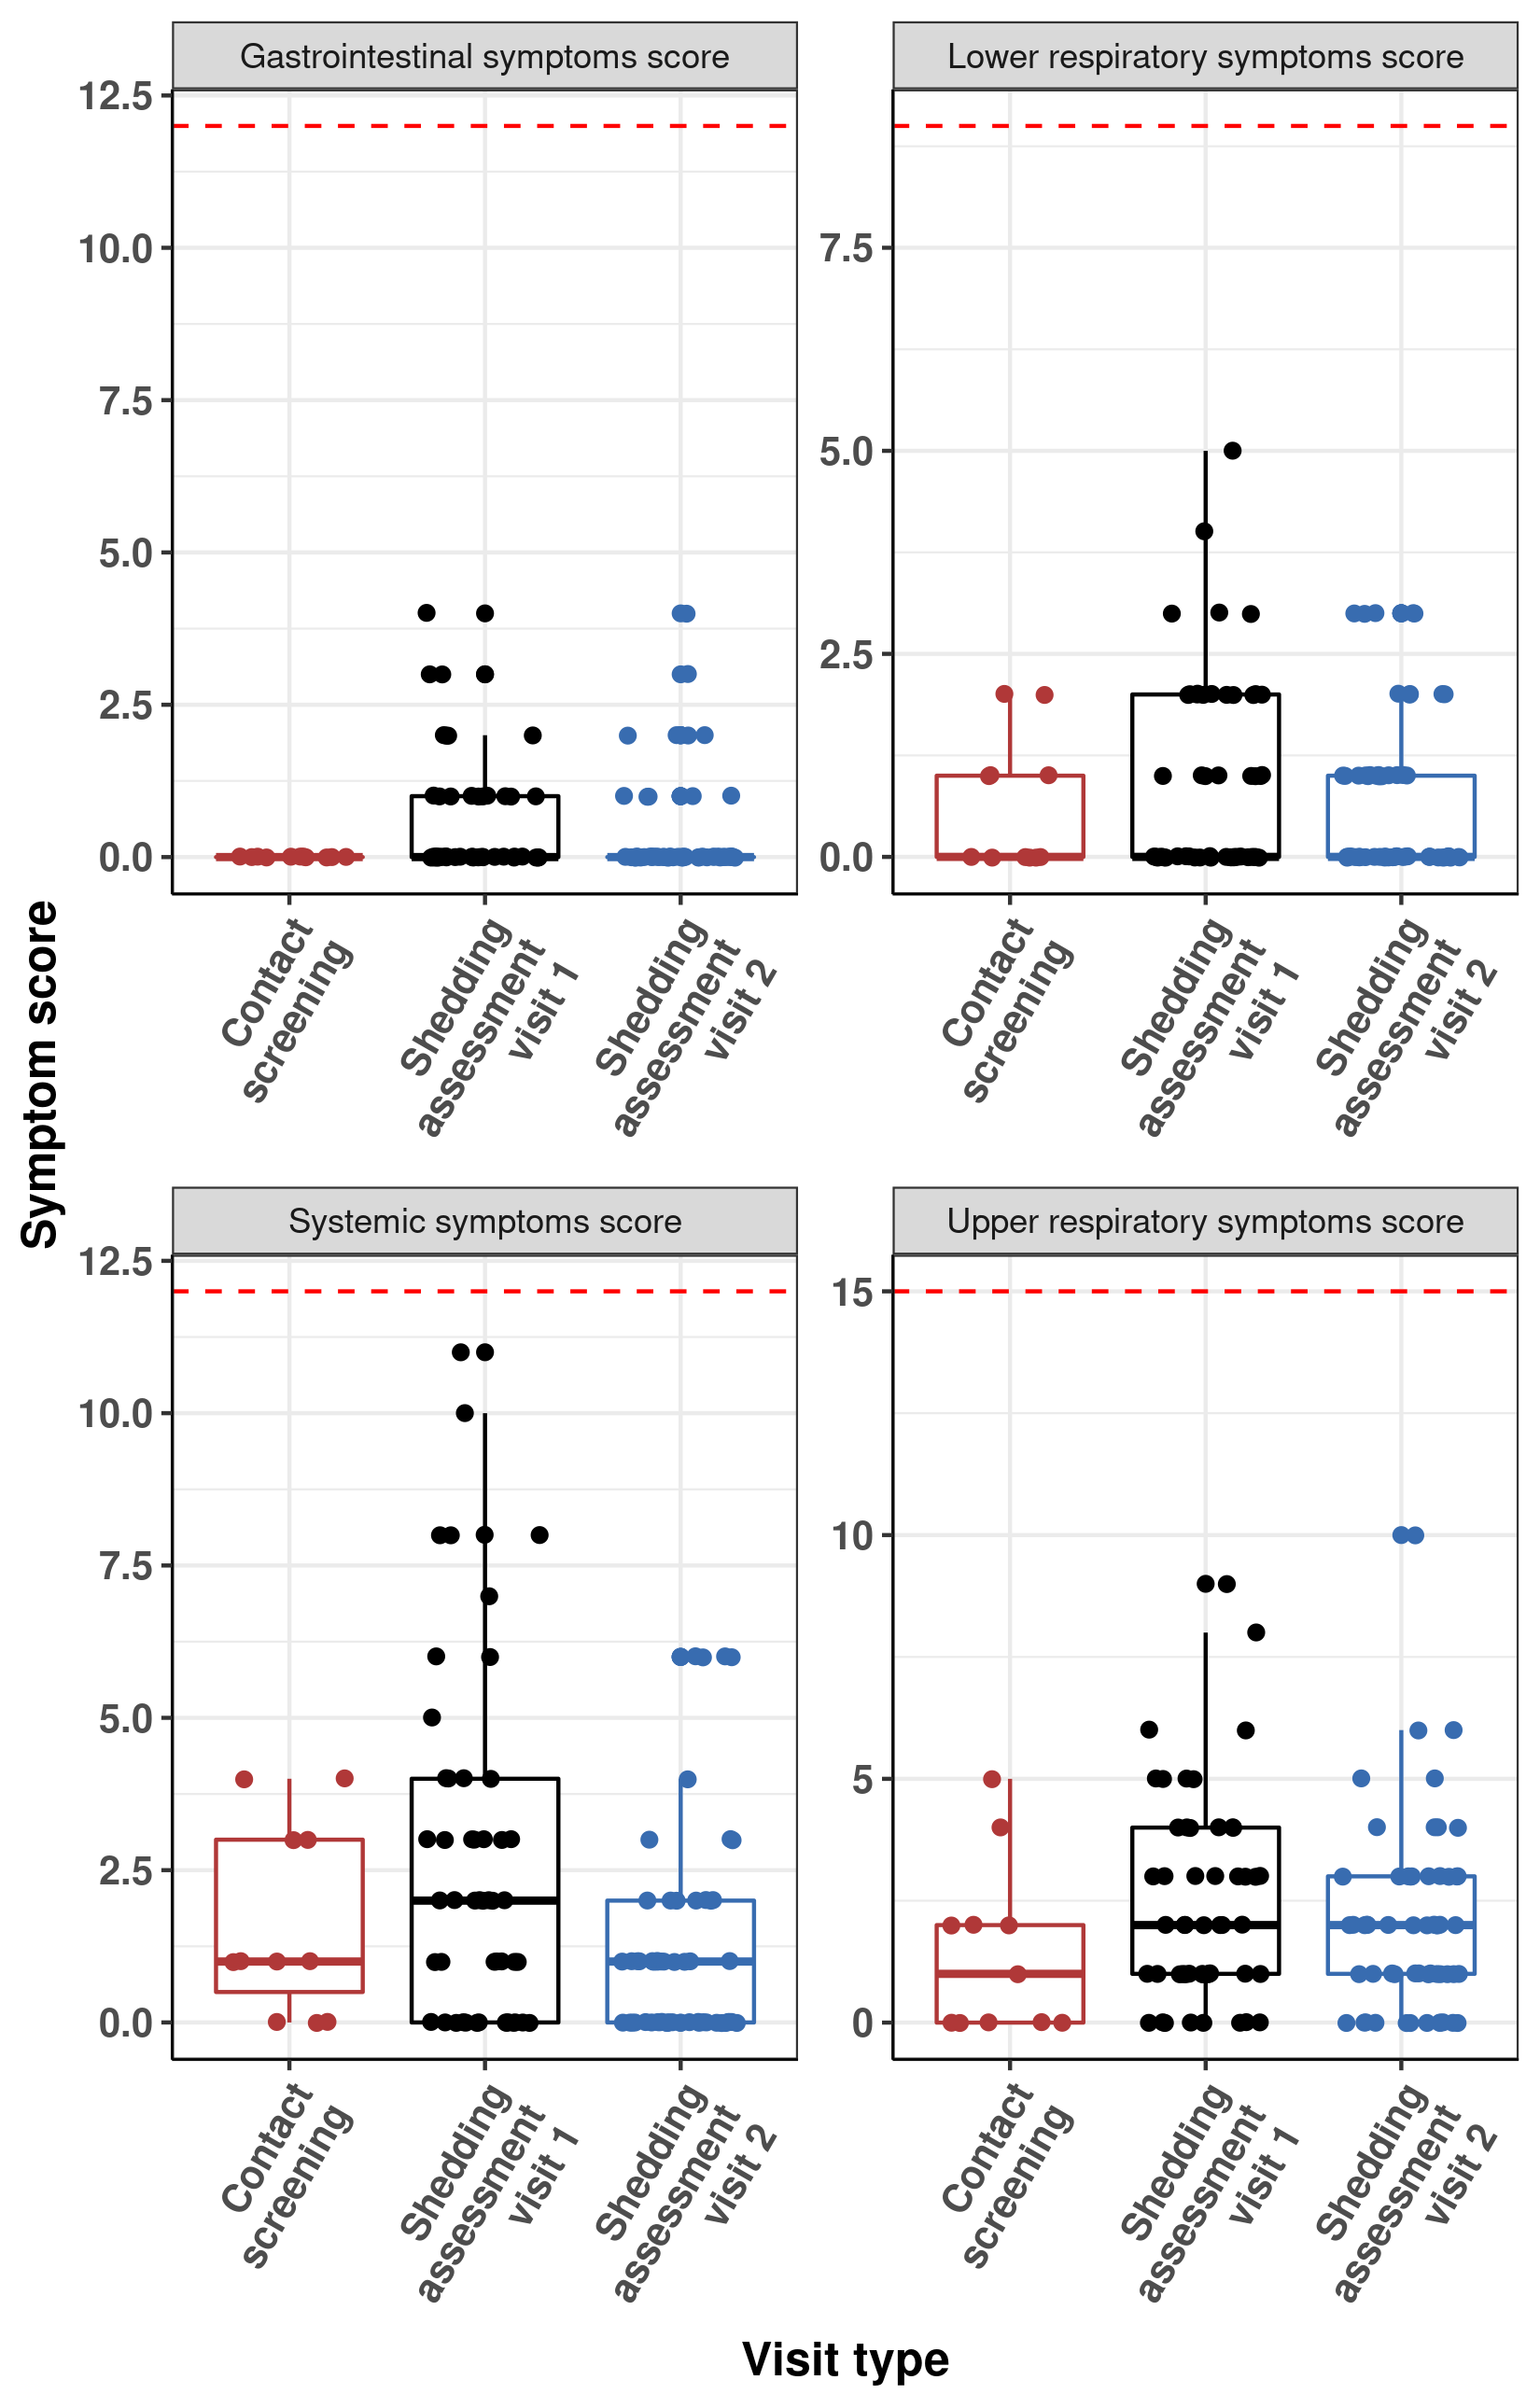 Gastrointestinal symptoms score
Lower respiratory symptoms score
12.5
10.0
7.5
5.0
2.5
0.0
7.5
5.0
2.5
0.0
Contact
screening
Shedding
assessment
visit 1
Shedding
assessment
visit 2
Contact
screening
Shedding
assessment
visit 1
Shedding
assessment
visit 2
Symptom score
Systemic symptoms score
Upper respiratory symptoms score
12.5
10.0
7.5
5.0
2.5
0.0
15
10
5
0
Contact
screening
Shedding
assessment
visit 1
Shedding
assessment
visit 2
Contact
screening
Shedding
assessment
visit 1
Shedding
assessment
visit 2
Visit type